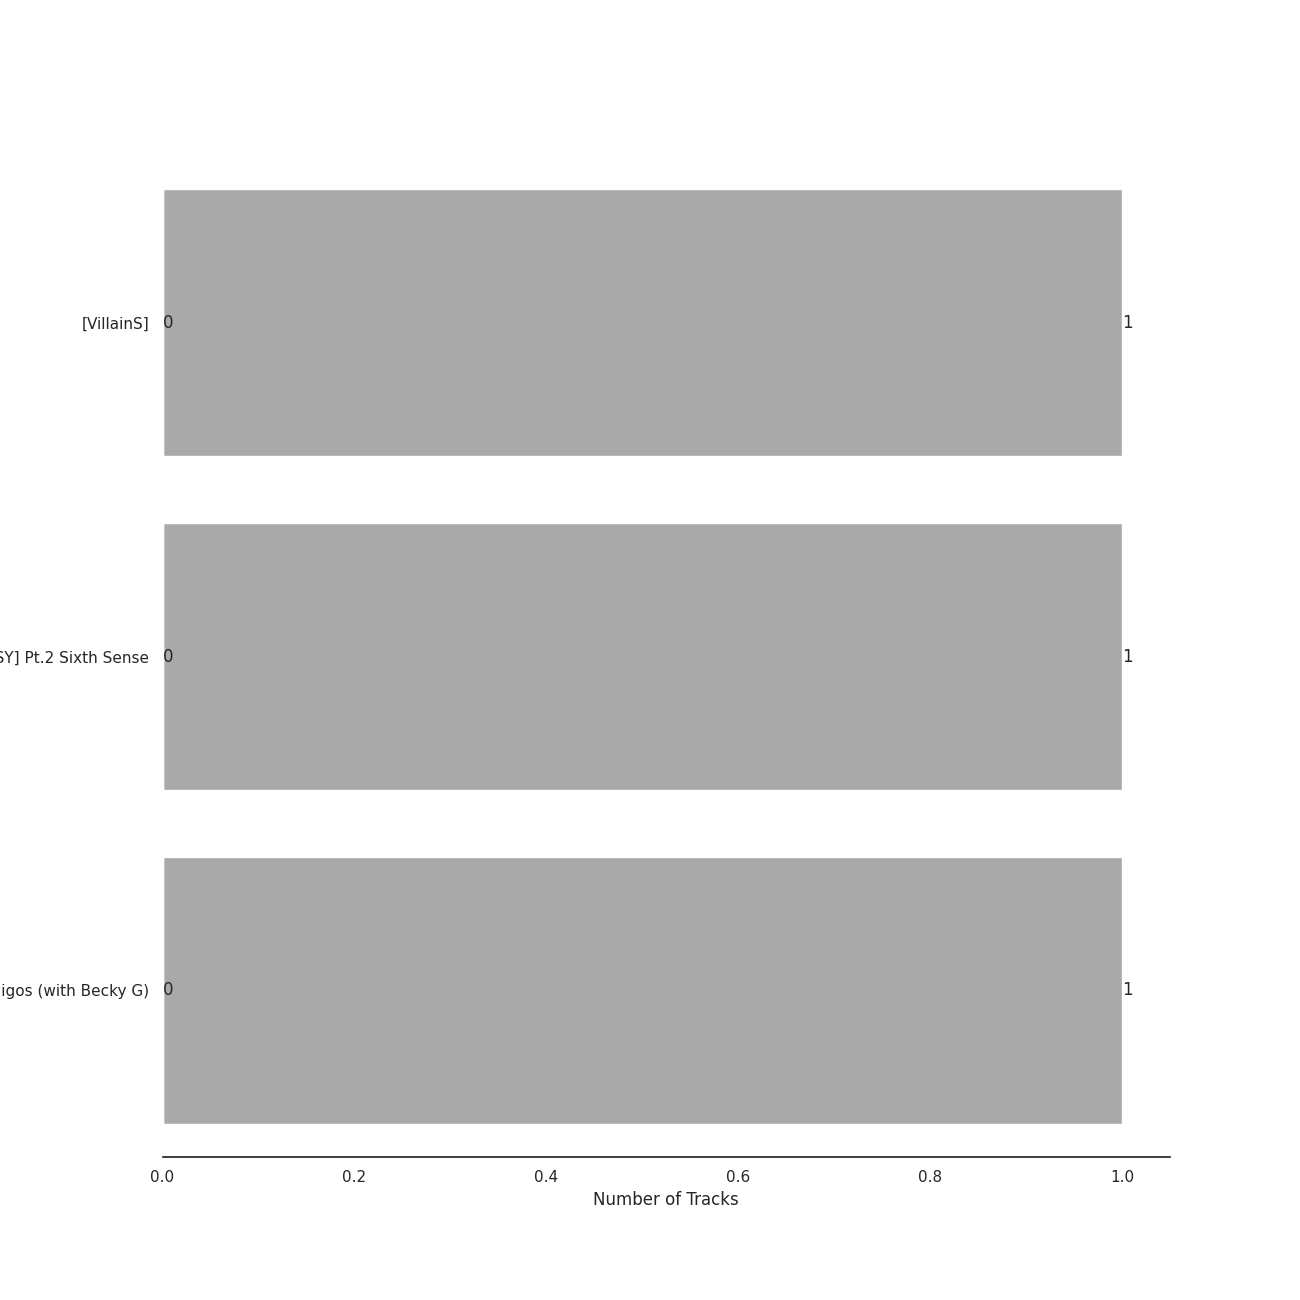 [VillainS] 0 1
SY] Pt.2 Sixth Sense 0 1
igos (with Becky G) 0 1
0.0 0.2 0.4 0.6 0.8 1.0
Number of Tracks